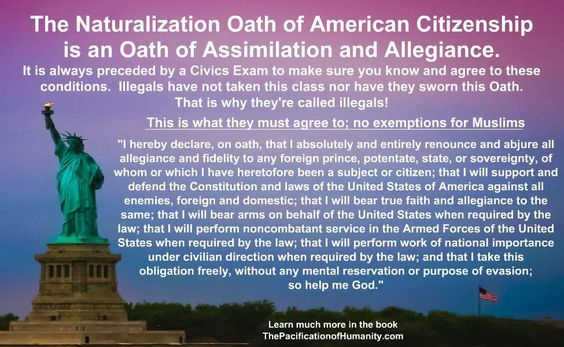 The Naturalization Oath of American Citizenship
is an Oath of Assimilation and Allegiance.
It is always preceded by a Civics Exam to make sure you know and agree to these
conditions. Illegals have not taken this class nor have they sworn this Oath.
That is why they're called illegals!
This is what they must agree to; no exemptions for Muslims
"I hereby declare, on oath, that I absolutely and entirely renounce and abjure all
allegiance and fidelity to any foreign prince, potentate, state, or sovereignty, of
whom or which I have heretofore been a subject or citizen; that I will support and
defend the Constitution and laws of the United States of America against all
enemies, foreign and domestic; that I will bear true faith and allegiance to the
same; that I will bear arms on behalf of the United States when required by the
law; that I will perform noncombatant service in the Armed Forces of the United
States when required by the law; that I will perform work of national importance
under civilian direction when required by the law; and that I take this
obligation freely, without any mental reservation or purpose of evasion;
so help me God."
Learn much more in the book
ThePacificationofHumanity.com